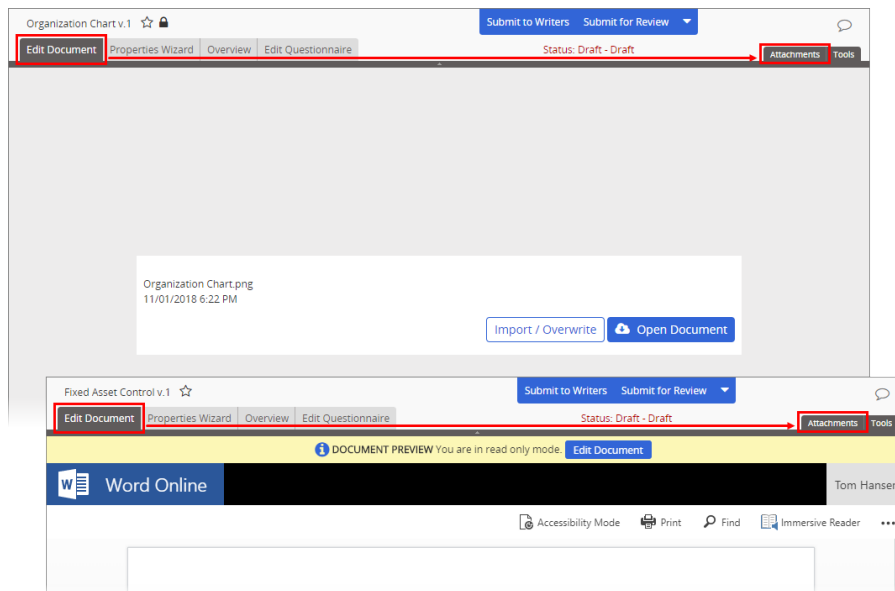 Organization Chart v.1
Submit to Writers Submit for Review
Edit Document Properties Wizard Overview Edit Questionnaire
Status: Draft - Draft
Attachments Tools
Organization Chart.png
11/01/2018 6:22 PM
Import / Overwrite Open Document
Fixed Asset Control v.1
Submit to Writers Submit for Review
Edit Document Properties Wizard Overview Edit Questionnaire
Status: Draft - Draft
Attachments Tools
DOCUMENT PREVIEW You are in read only mode. Edit Document
W Word Online
Tom Hansen
Accessibility Mode Print Find Immersive Reader ...